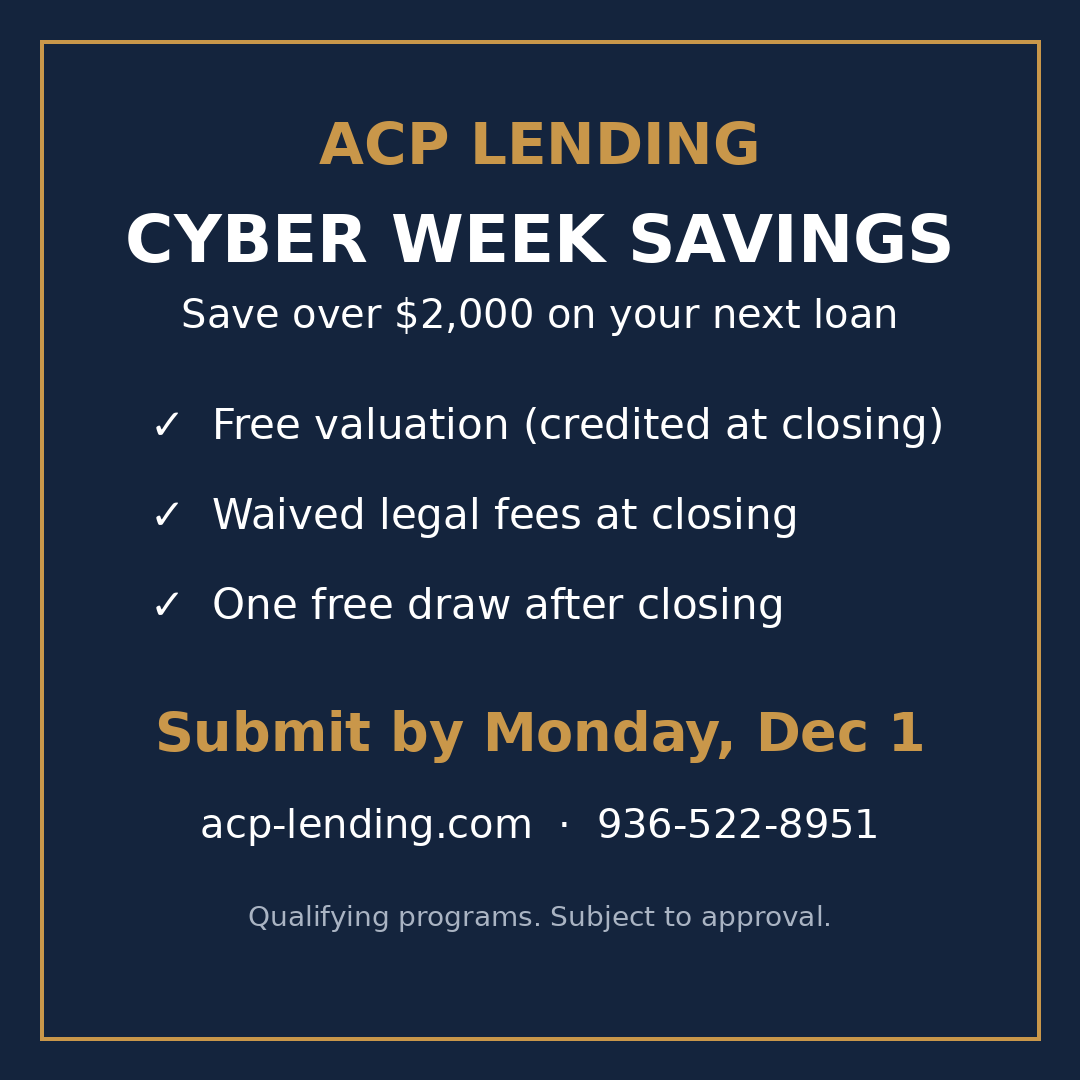 ACP LENDING
CYBER WEEK SAVINGS
Save over $2,000 on your next loan
✓ Free valuation (credited at closing)
✓ Waived legal fees at closing
✓ One free draw after closing
Submit by Monday, Dec 1
acp-lending.com · 936-522-8951
Qualifying programs. Subject to approval.